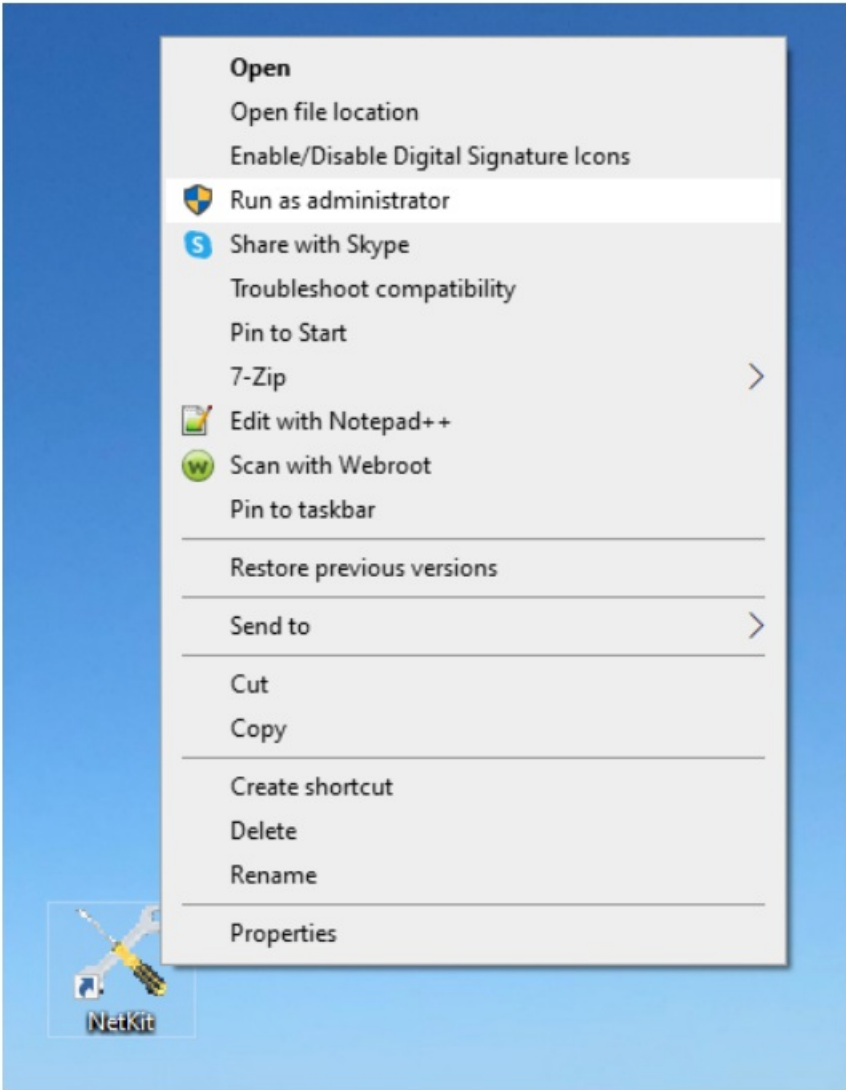 Open
Open file location
Enable/Disable Digital Signature Icons
Run as administrator
S Share with Skype
Troubleshoot compatibility
Pin to Start
7-Zip
Edit with Notepad++
W Scan with Webroot
Pin to taskbar
Restore previous versions
Send to
Cut
Copy
Create shortcut
Delete
Rename
Properties
NetKit